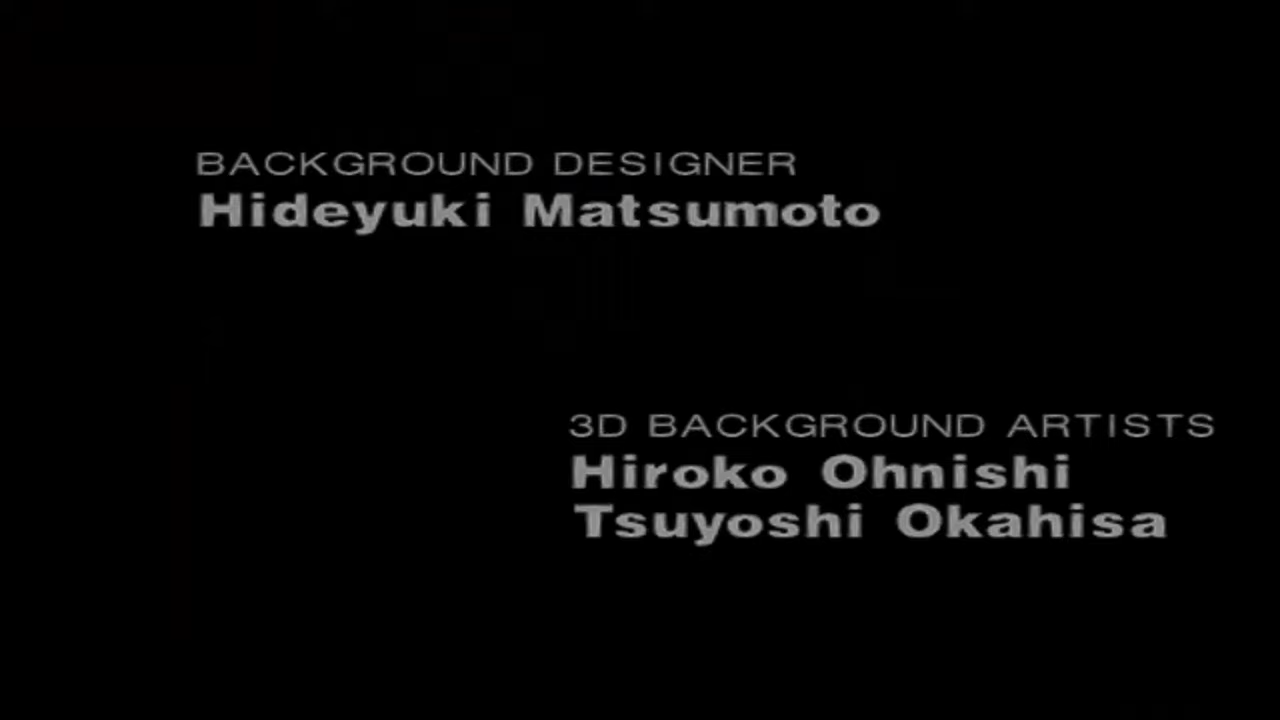 BACKGROUND DESIGNER
Hideyuki Matsumoto
3D BACKGROUND ARTISTS
Hiroko Ohnishi
Tsuyoshi Okahisa